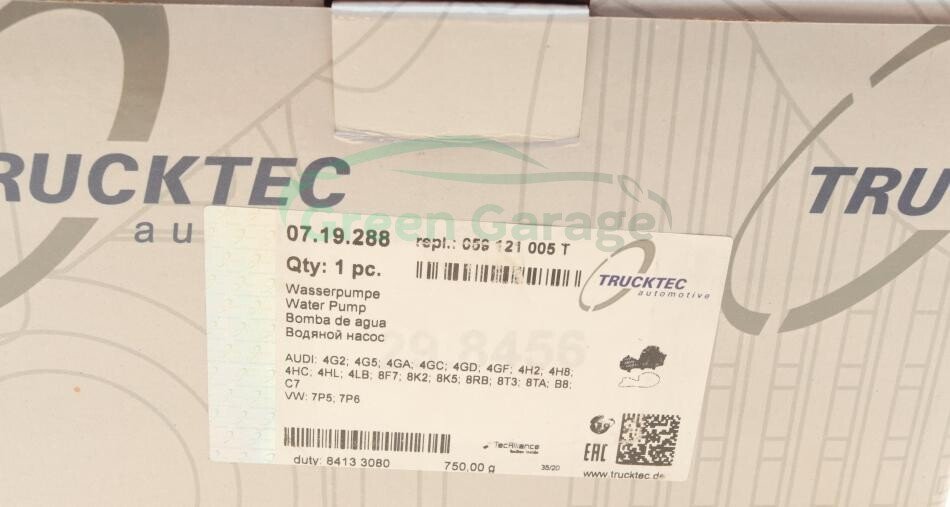 RUCKTEC
au
TRU
Green Garage
07.19.288 repl.: 059 121 005 T
Qty: 1 pc.
TRUCKTEC
automotive
Wasserpumpe
Water Pump
Bomba de agua
Водяной насос
AUDI: 4G2; 4G5; 4GA; 4GC; 4GD; 4GF; 4H2; 4H8;
4HC; 4HL; 4LB; 8F7; 8K2; 8K5; 8RB; 8T3; 8TA; B8;
C7
VW: 7P5; 7P6
TecAlliance
EAC
duty: 8413 3080 750,00 g 35/20
www.trucktec.de